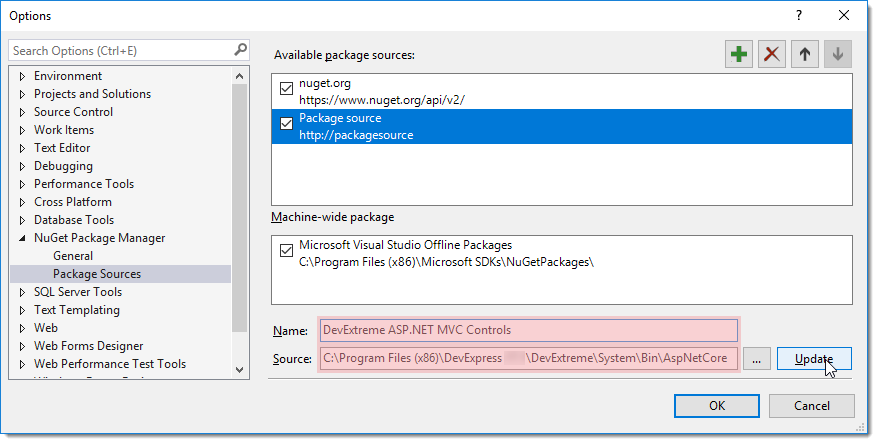 Options
?
Search Options (Ctrl+E)
Environment
Projects and Solutions
Source Control
Work Items
Text Editor
Debugging
Performance Tools
Cross Platform
Database Tools
NuGet Package Manager
General
Package Sources
SQL Server Tools
Text Templating
Web
Web Forms Designer
Web Performance Test Tools
Available package sources:
nuget.org
https://www.nuget.org/api/v2/
Package source
http://packagesource
Machine-wide package
Microsoft Visual Studio Offline Packages
C:\Program Files (x86)\Microsoft SDKs\NuGetPackages\
Name: DevExtreme ASP.NET MVC Controls
Source: C:\Program Files (x86)\DevExpress \DevExtreme\System\Bin\AspNetCore ... Update
OK Cancel